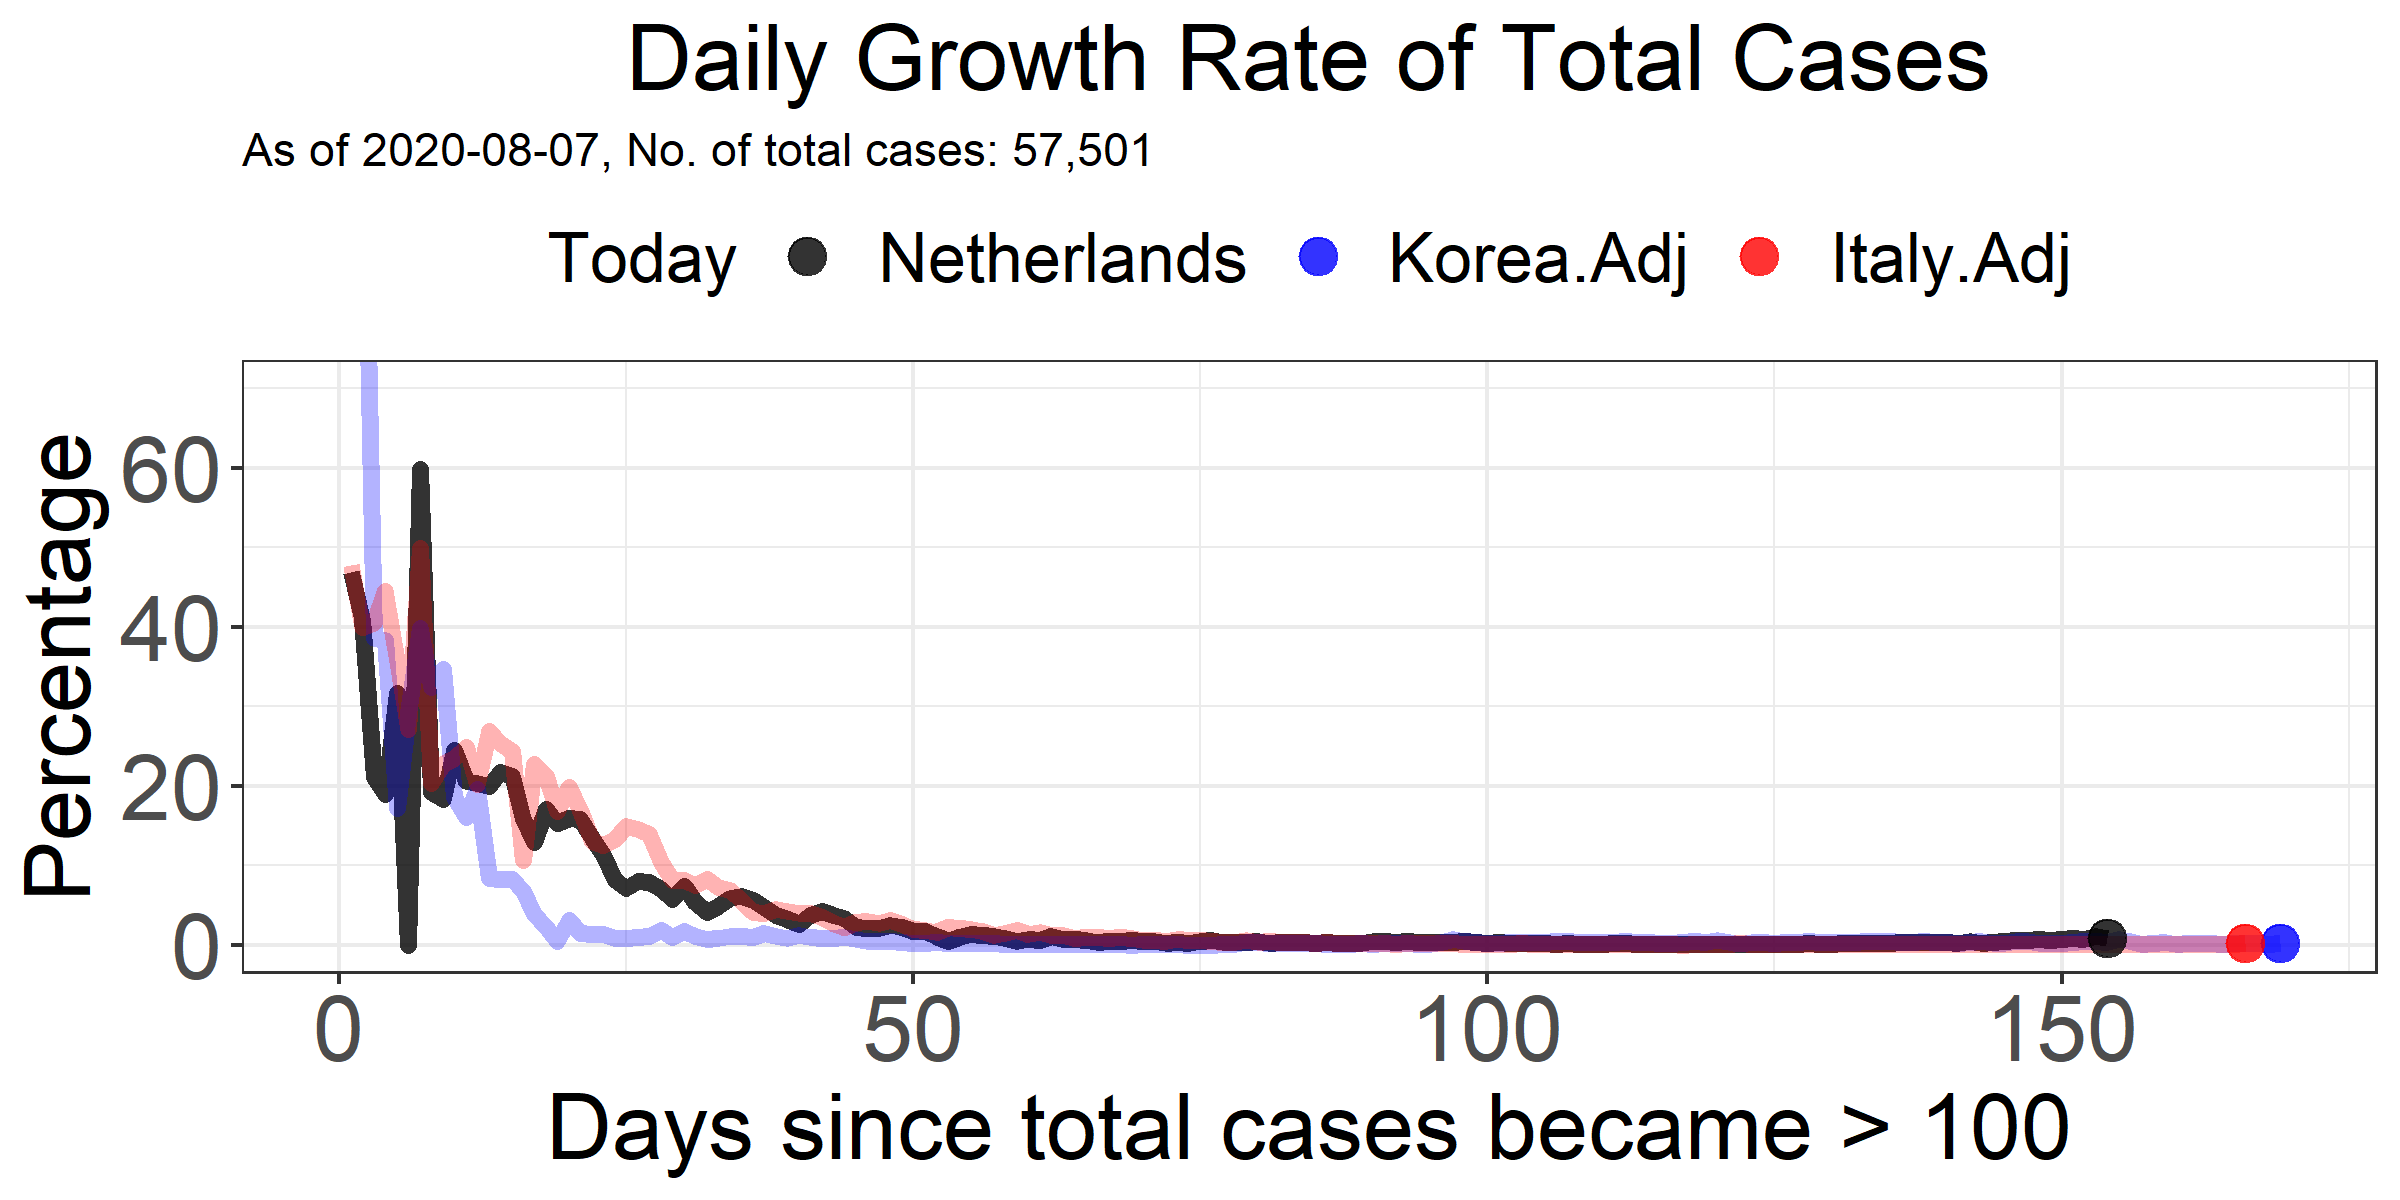 Daily Growth Rate of Total Cases
As of 2020-08-07, No. of total cases: 57,501
Today Netherlands Korea.Adj Italy.Adj
Percentage
60
40
20
0
0 50 100 150
Days since total cases became > 100